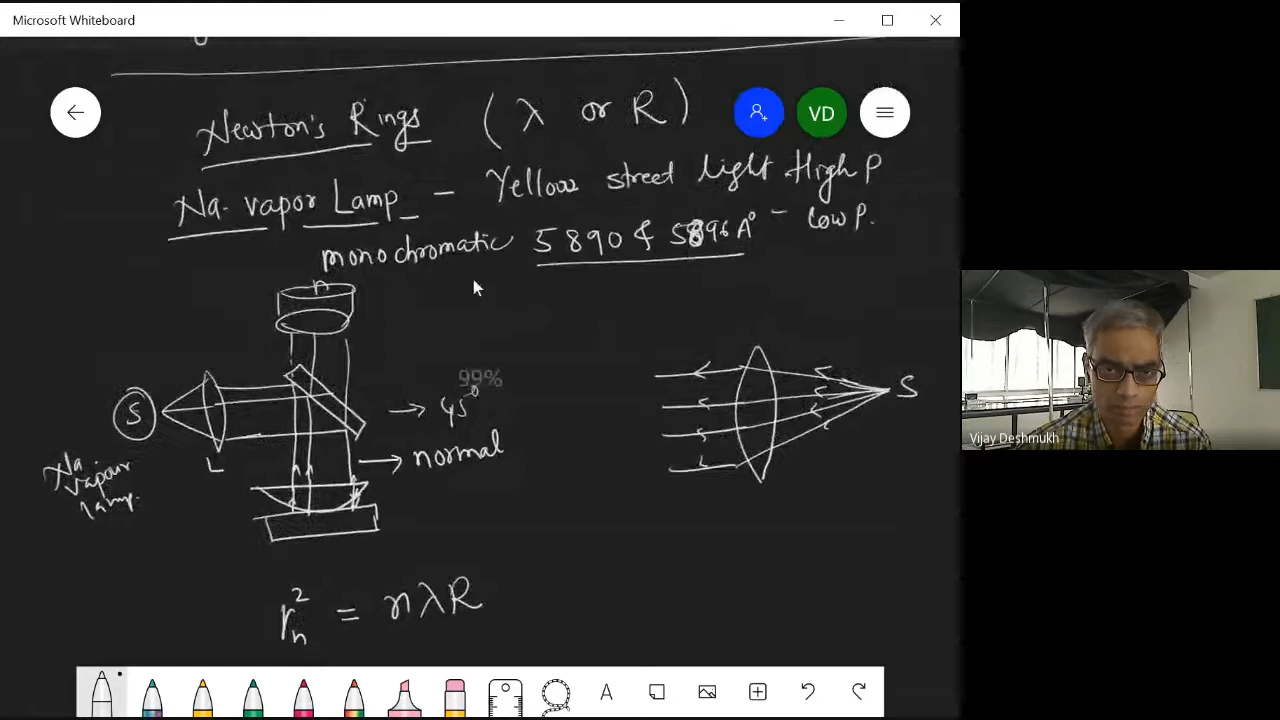 Microsoft Whiteboard
Newton's Rings (λ or R)
VD
Na. vapor Lamp - Yellow street light High P
monochromatic 5890 & 5896 A° - Low P.
n
99%
S
→ 45°
S
L
→ normal
Na
vapour
lamp.
Vijay Deshmukh
r²ₙ = nλR
A